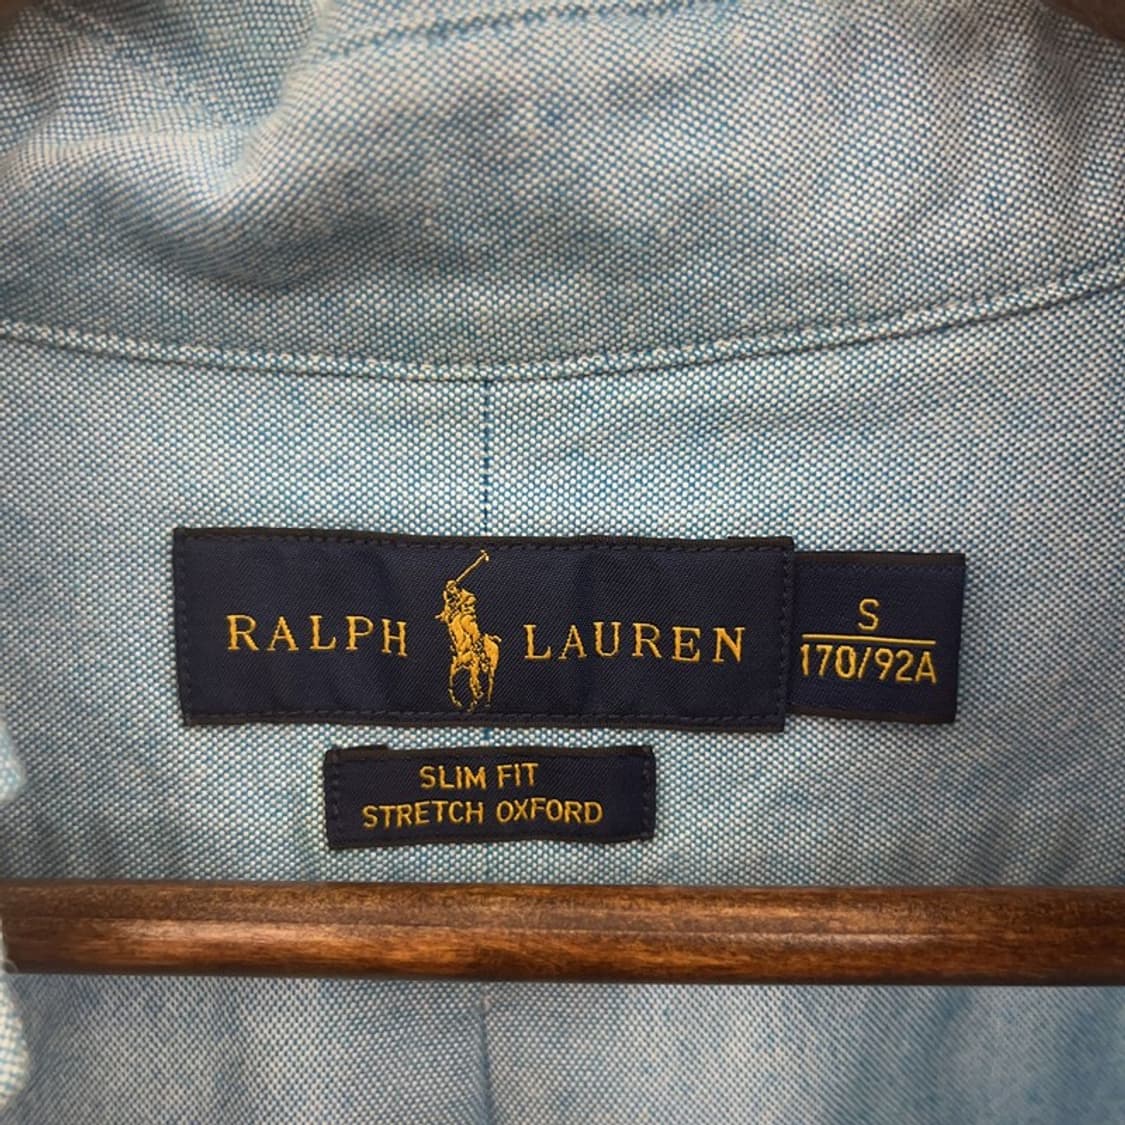 RALPH LAUREN
S
170/92A
SLIM FIT
STRETCH OXFORD